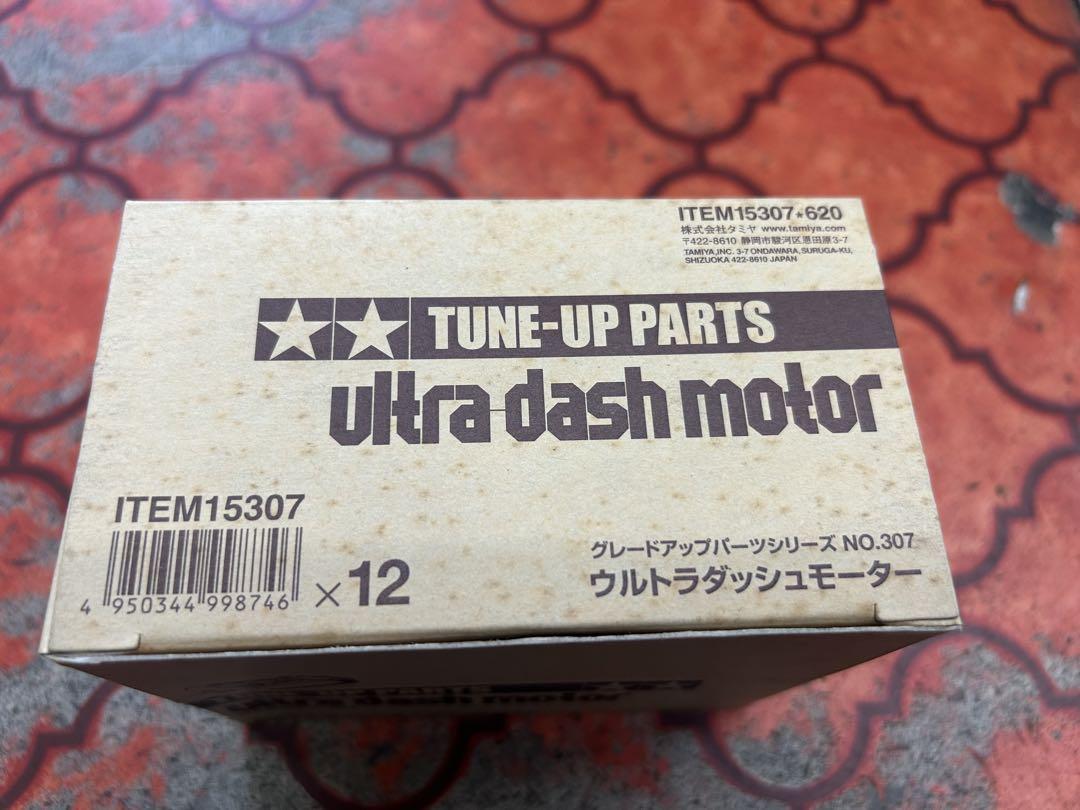 ITEM15307★620
株式会社タミヤ www.tamiya.com
〒422-8610 静岡市駿河区恩田原3-7
TAMIYA,INC. 3-7 ONDAWARA, SURUGA-KU,
SHIZUOKA 422-8610 JAPAN
TUNE-UP PARTS
ultra-dash motor
ITEM15307
4 950344 998746
×12
グレードアップパーツシリーズ NO.307
ウルトラダッシュモーター